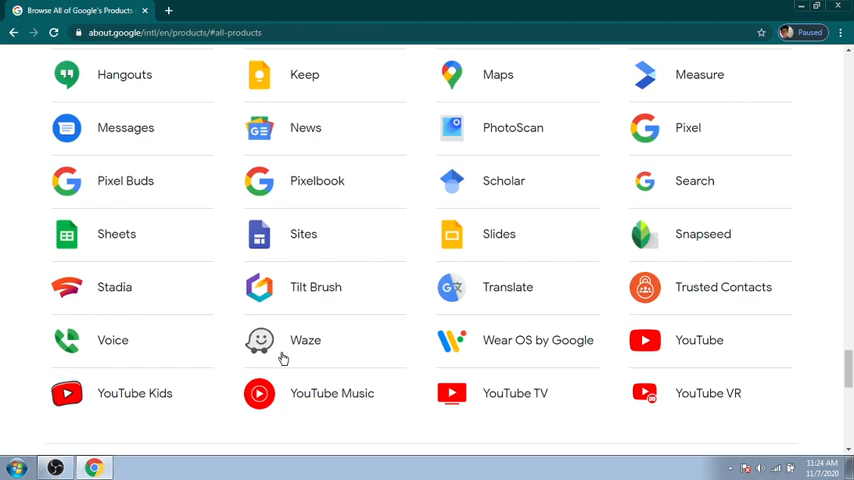 Browse All of Google's Products
about.google/intl/en/products/#all-products
Paused
Hangouts Keep Maps Measure
Messages News PhotoScan Pixel
Pixel Buds Pixelbook Scholar Search
Sheets Sites Slides Snapseed
Stadia Tilt Brush Translate Trusted Contacts
Voice Waze Wear OS by Google YouTube
YouTube Kids YouTube Music YouTube TV YouTube VR
11:24 AM
11/7/2020